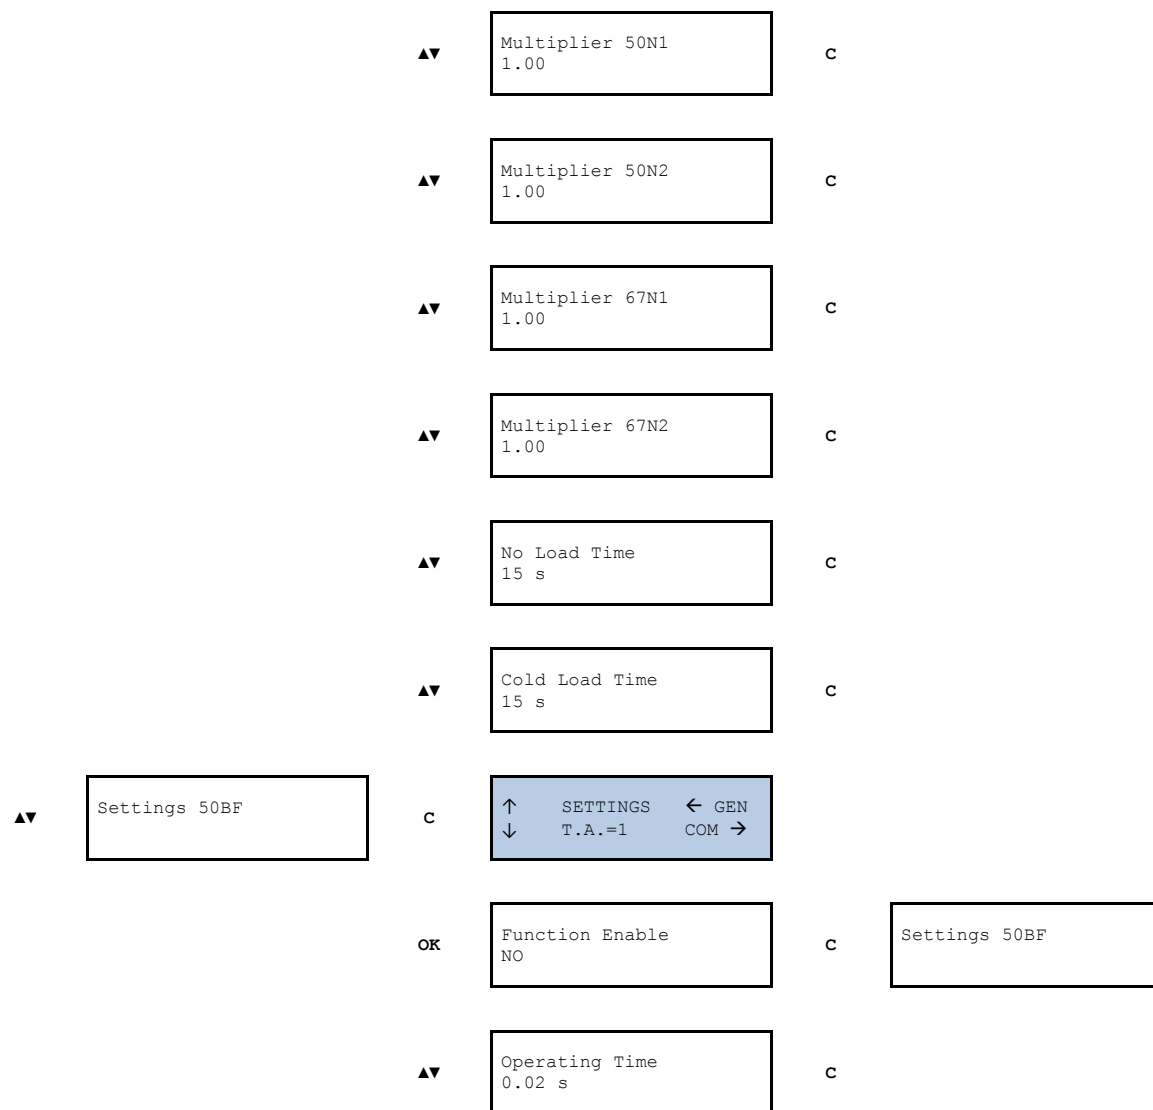 ▲▼ Multiplier 50N1 C
1.00
▲▼ Multiplier 50N2 C
1.00
▲▼ Multiplier 67N1 C
1.00
▲▼ Multiplier 67N2 C
1.00
▲▼ No Load Time C
15 s
▲▼ Cold Load Time C
15 s
▲▼ Settings 50BF C ↑ SETTINGS ← GEN
↓ T.A.=1 COM →
OK Function Enable C Settings 50BF
NO
▲▼ Operating Time C
0.02 s